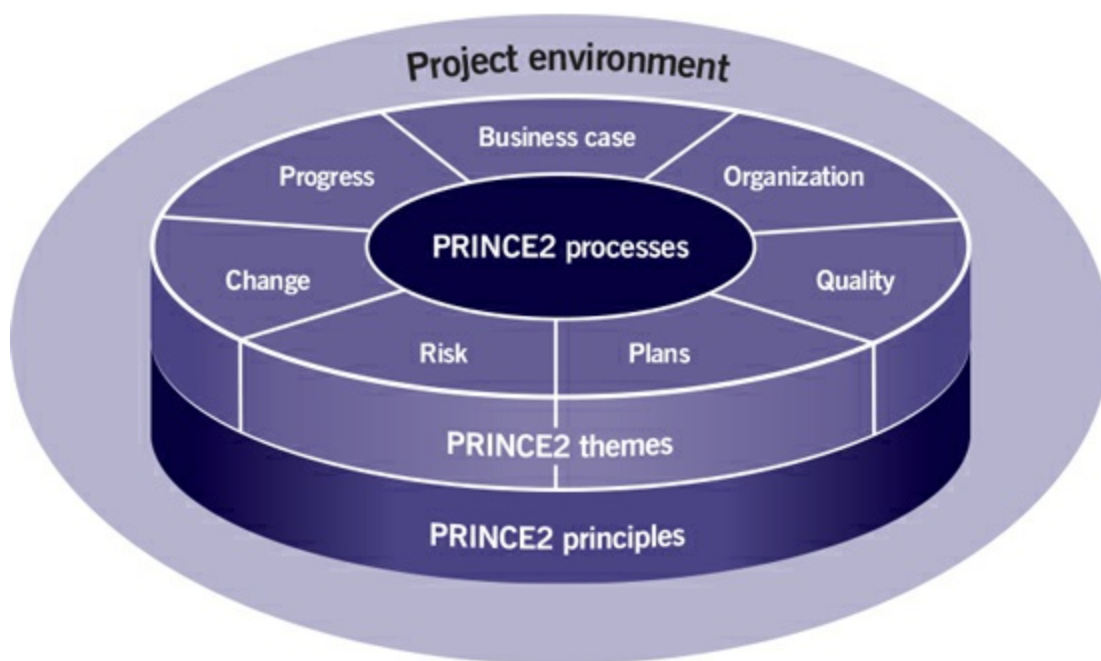 Project environment
Business case
Progress
Organization
PRINCE2 processes
Change
Quality
Risk
Plans
PRINCE2 themes
PRINCE2 principles